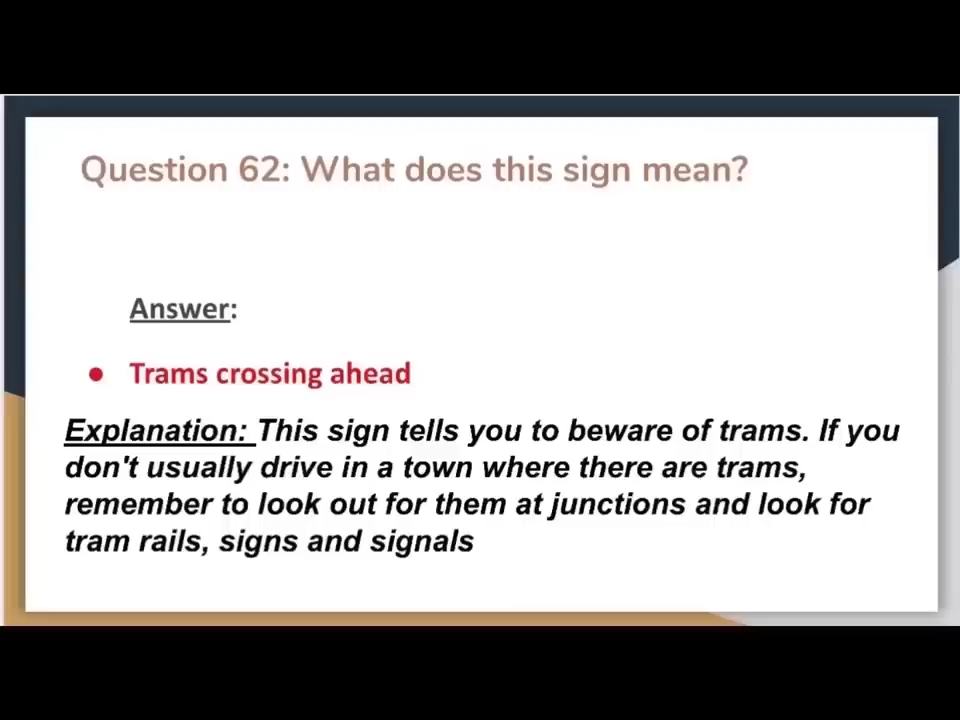 Question 62: What does this sign mean?
Answer:
● Trams crossing ahead
Explanation: This sign tells you to beware of trams. If you
don't usually drive in a town where there are trams,
remember to look out for them at junctions and look for
tram rails, signs and signals